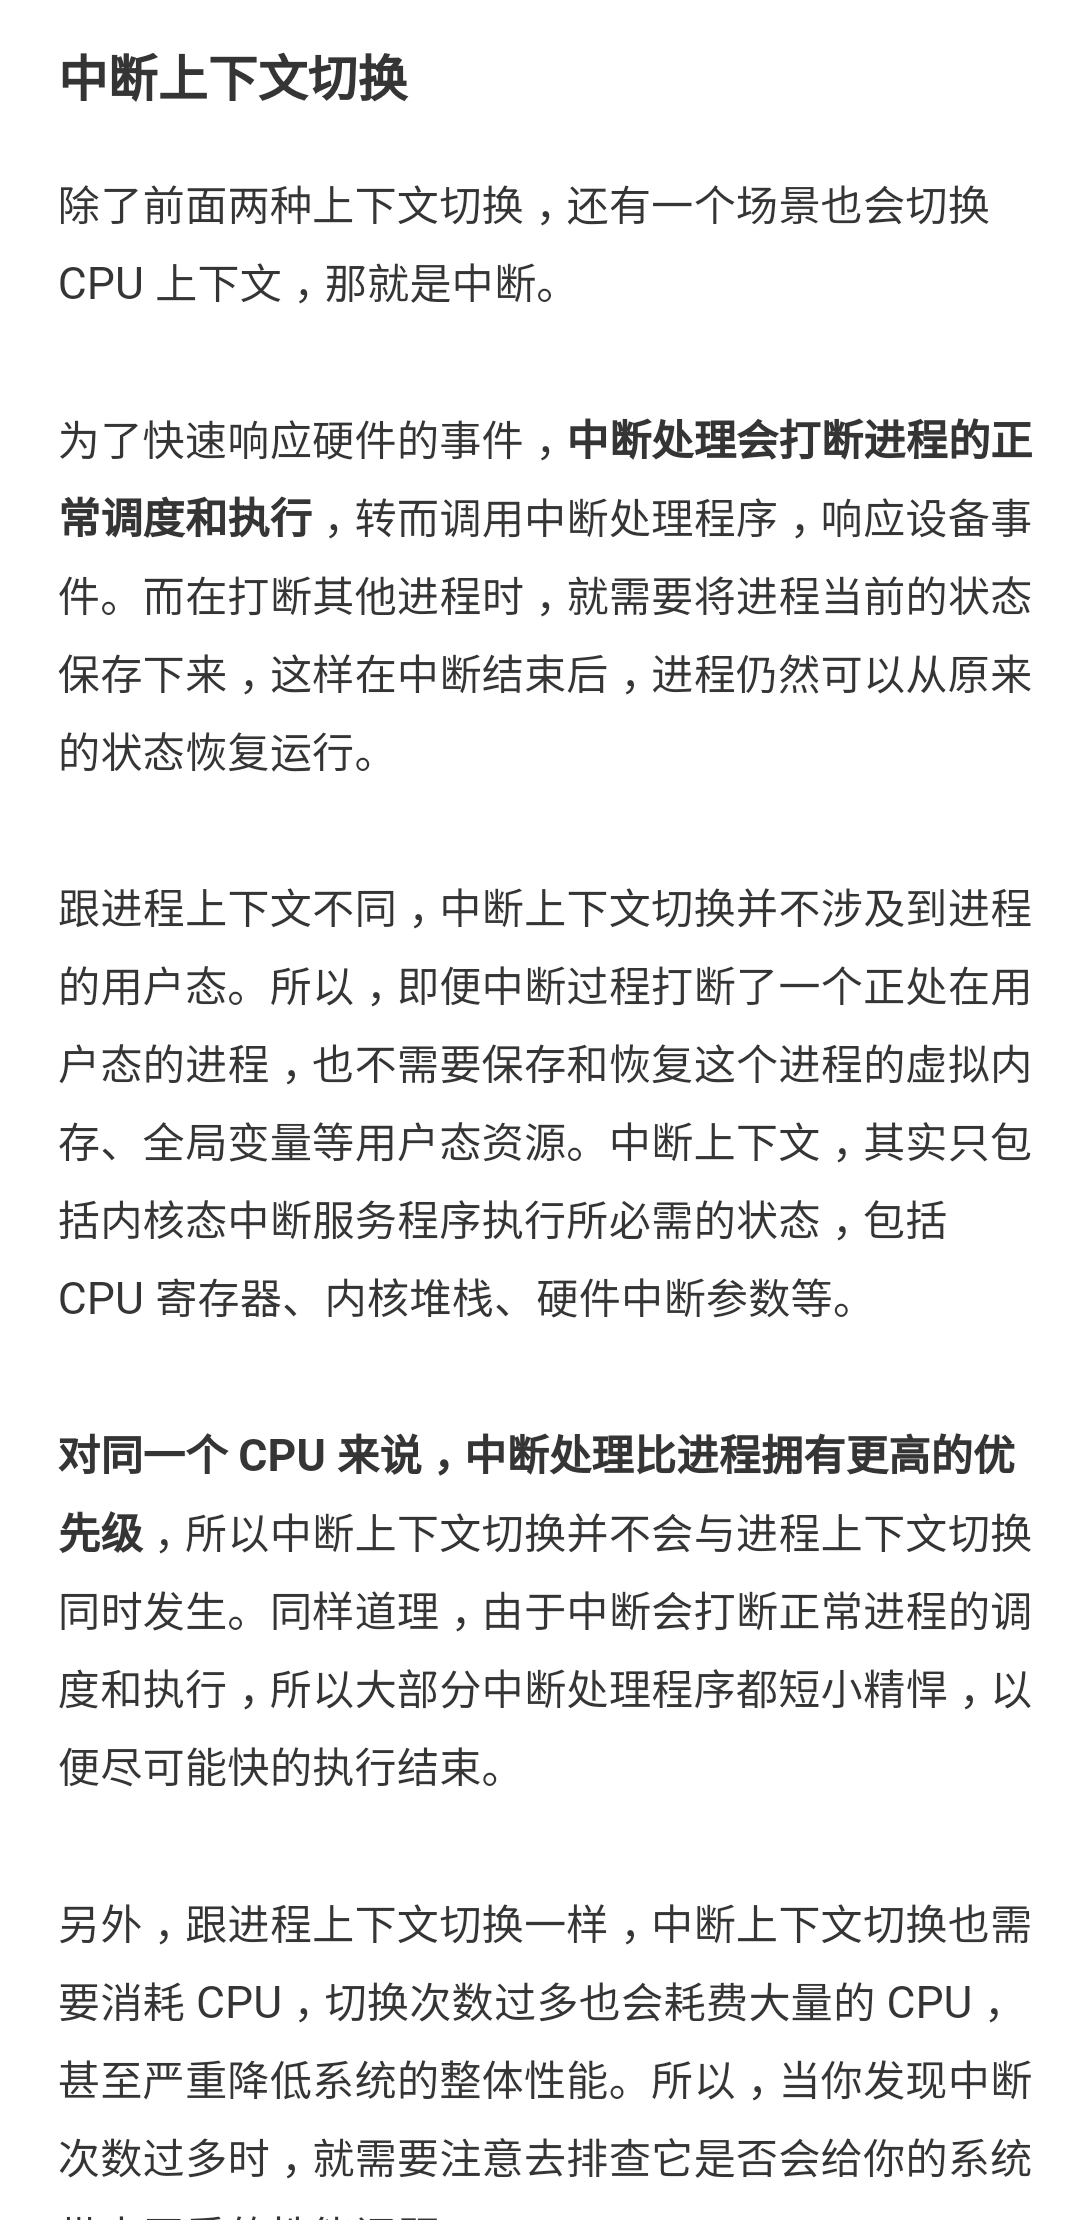 中断上下文切换
除了前面两种上下文切换，还有一个场景也会切换
CPU 上下文，那就是中断。
为了快速响应硬件的事件，中断处理会打断进程的正
常调度和执行，转而调用中断处理程序，响应设备事
件。而在打断其他进程时，就需要将进程当前的状态
保存下来，这样在中断结束后，进程仍然可以从原来
的状态恢复运行。
跟进程上下文不同，中断上下文切换并不涉及到进程
的用户态。所以，即便中断过程打断了一个正处在用
户态的进程，也不需要保存和恢复这个进程的虚拟内
存、全局变量等用户态资源。中断上下文，其实只包
括内核态中断服务程序执行所必需的状态，包括
CPU 寄存器、内核堆栈、硬件中断参数等。
对同一个 CPU 来说，中断处理比进程拥有更高的优
先级，所以中断上下文切换并不会与进程上下文切换
同时发生。同样道理，由于中断会打断正常进程的调
度和执行，所以大部分中断处理程序都短小精悍，以
便尽可能快的执行结束。
另外，跟进程上下文切换一样，中断上下文切换也需
要消耗 CPU，切换次数过多也会耗费大量的 CPU，
甚至严重降低系统的整体性能。所以，当你发现中断
次数过多时，就需要注意去排查它是否会给你的系统